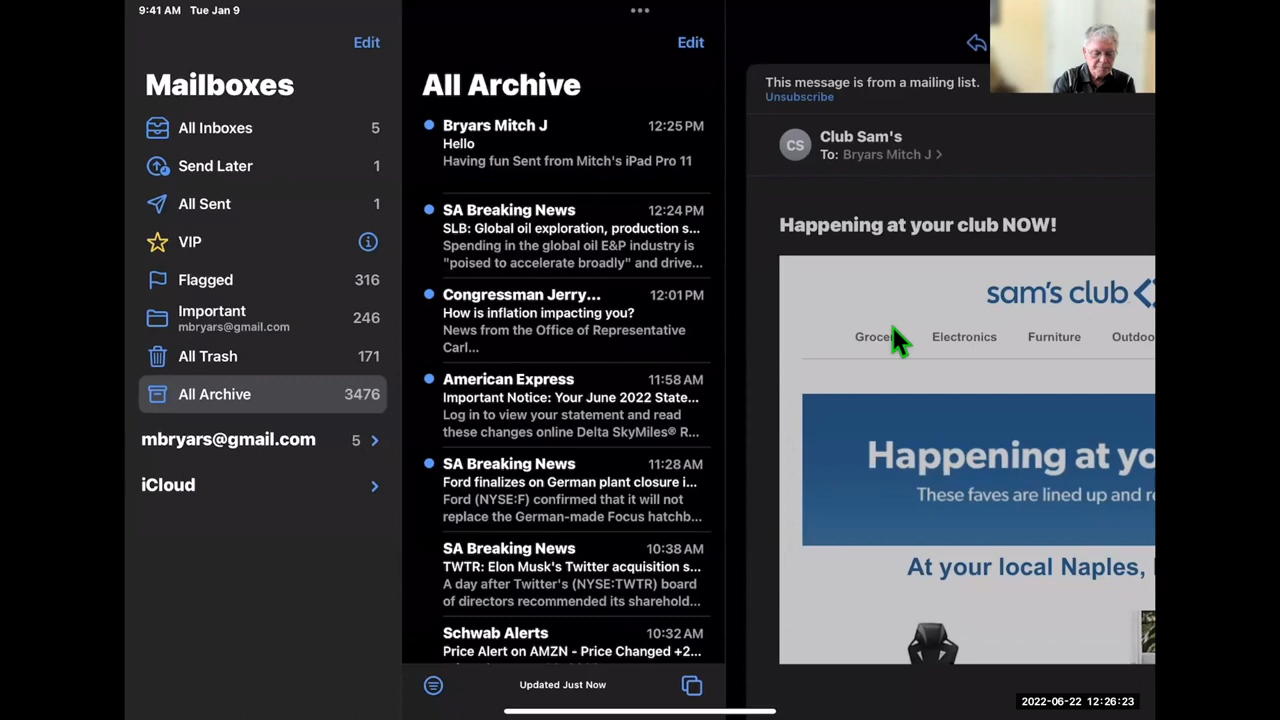 9:41 AM Tue Jan 9
Edit
Mailboxes
All Inboxes 5
Send Later 1
All Sent 1
VIP
Flagged 316
Important
mbryars@gmail.com
246
All Trash 171
All Archive 3476
mbryars@gmail.com 5
iCloud
Edit
All Archive
Bryars Mitch J 12:25 PM
Hello
Having fun Sent from Mitch's iPad Pro 11
SA Breaking News 12:24 PM
SLB: Global oil exploration, production s...
Spending in the global oil E&P industry is
"poised to accelerate broadly" and drive...
Congressman Jerry... 12:01 PM
How is inflation impacting you?
News from the Office of Representative
Carl...
American Express 11:58 AM
Important Notice: Your June 2022 State...
Log in to view your statement and read
these changes online Delta SkyMiles® R...
SA Breaking News 11:28 AM
Ford finalizes on German plant closure i...
Ford (NYSE:F) confirmed that it will not
replace the German-made Focus hatchb...
SA Breaking News 10:38 AM
TWTR: Elon Musk's Twitter acquisition s...
A day after Twitter's (NYSE:TWTR) board
of directors recommended its sharehold...
Schwab Alerts 10:32 AM
Price Alert on AMZN - Price Changed +2...
Updated Just Now
This message is from a mailing list.
Unsubscribe
CS
Club Sam's
To: Bryars Mitch J
Happening at your club NOW!
sam's club
Electronics Furniture
Happening at yo
These faves are lined up and r
At your local Naples,
2022-06-22 12:26:23